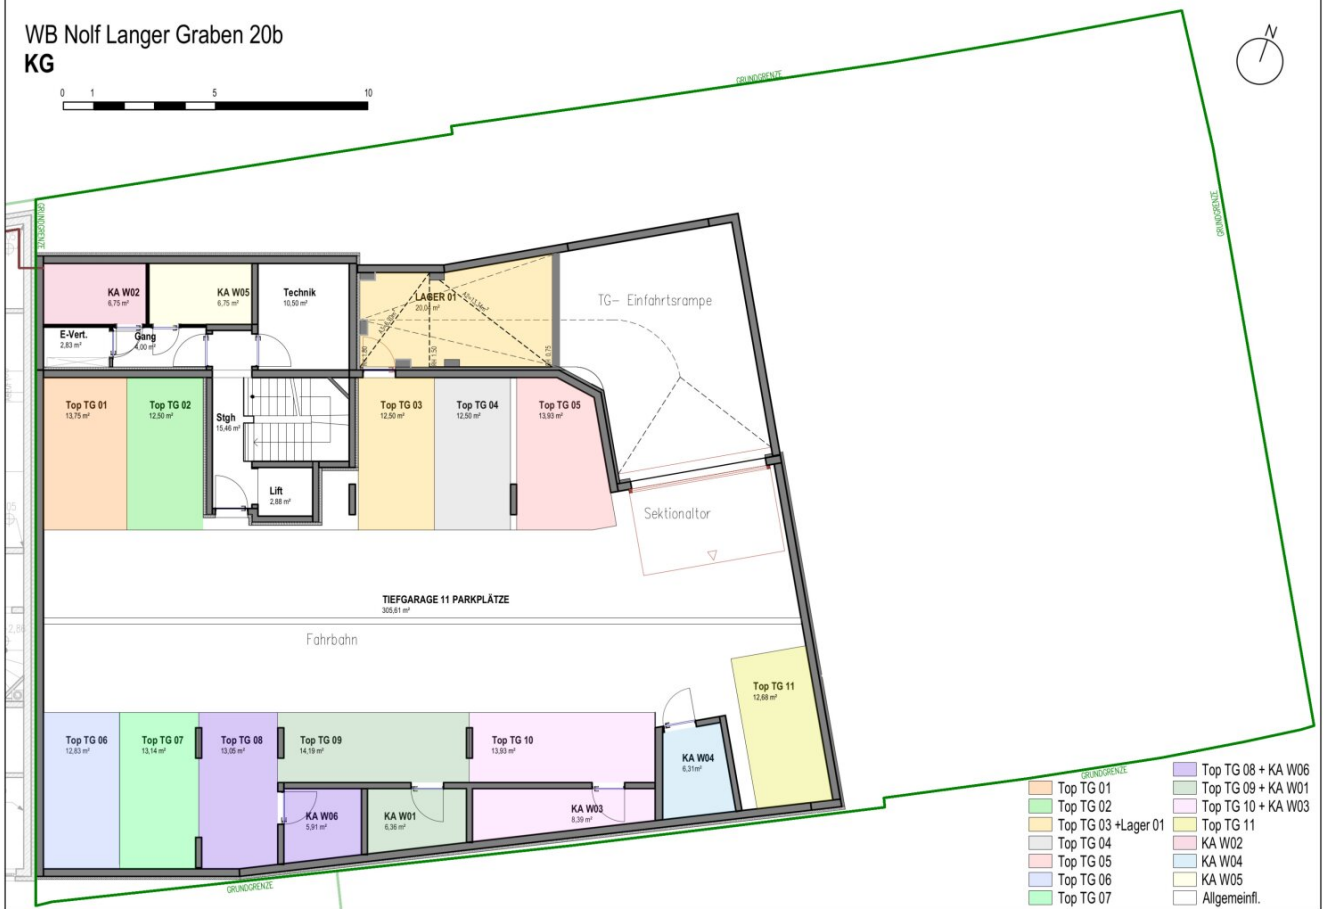 WB Nolf Langer Graben 20b
KG
0 1 5 10
N
GRUNDGRENZE
GRUNDGRENZE
GRUNDGRENZE
KA W02
6,75 m²
KA W05
6,75 m²
Technik
10,50 m²
LAGER 01
20,04 m²
TG- Einfahrtsrampe
E-Vert.
2,83 m²
Gang
4,00 m²
Top TG 01
13,75 m²
Top TG 02
12,50 m²
Stgh
15,46 m²
Top TG 03
12,50 m²
Top TG 04
12,50 m²
Top TG 05
13,93 m²
Lift
2,88 m²
Sektionaltor
TIEFGARAGE 11 PARKPLÄTZE
305,61 m²
Fahrbahn
Top TG 11
12,68 m²
Top TG 06
12,83 m²
Top TG 07
13,14 m²
Top TG 08
13,05 m²
Top TG 09
14,19 m²
Top TG 10
13,93 m²
KA W04
6,31m²
KA W06
5,91 m²
KA W01
6,36 m²
KA W03
8,39 m²
GRUNDGRENZE
GRUNDGRENZE
Top TG 01
Top TG 02
Top TG 03 +Lager 01
Top TG 04
Top TG 05
Top TG 06
Top TG 07
Top TG 08 + KA W06
Top TG 09 + KA W01
Top TG 10 + KA W03
Top TG 11
KA W02
KA W04
KA W05
Allgemeinfl.